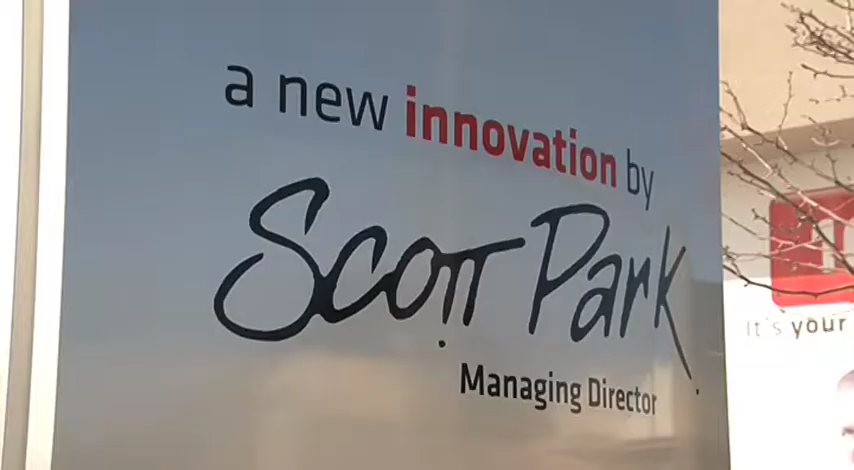 a new innovation by
Scott Park
Managing Director
It's your